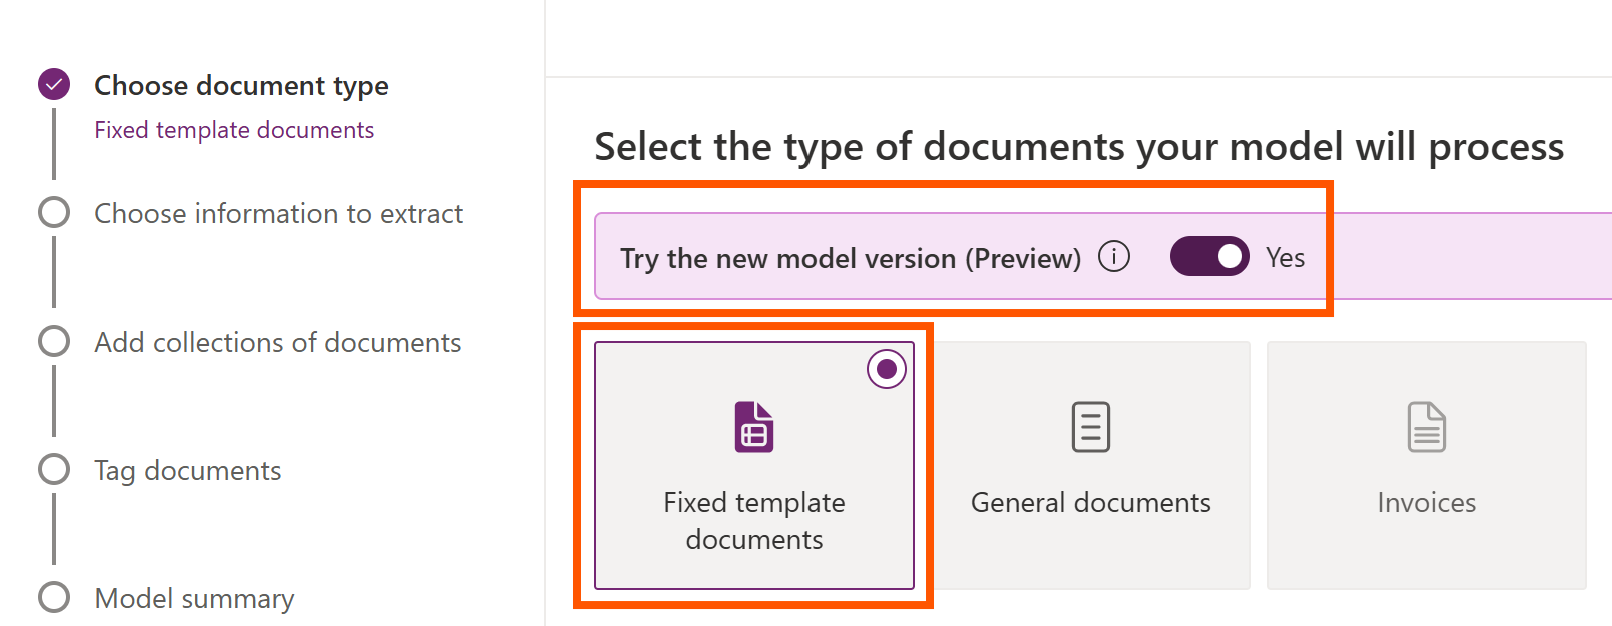 Choose document type
Fixed template documents
Choose information to extract
Add collections of documents
Tag documents
Model summary
Select the type of documents your model will process
Try the new model version (Preview)
Yes
Fixed template
documents
General documents
Invoices